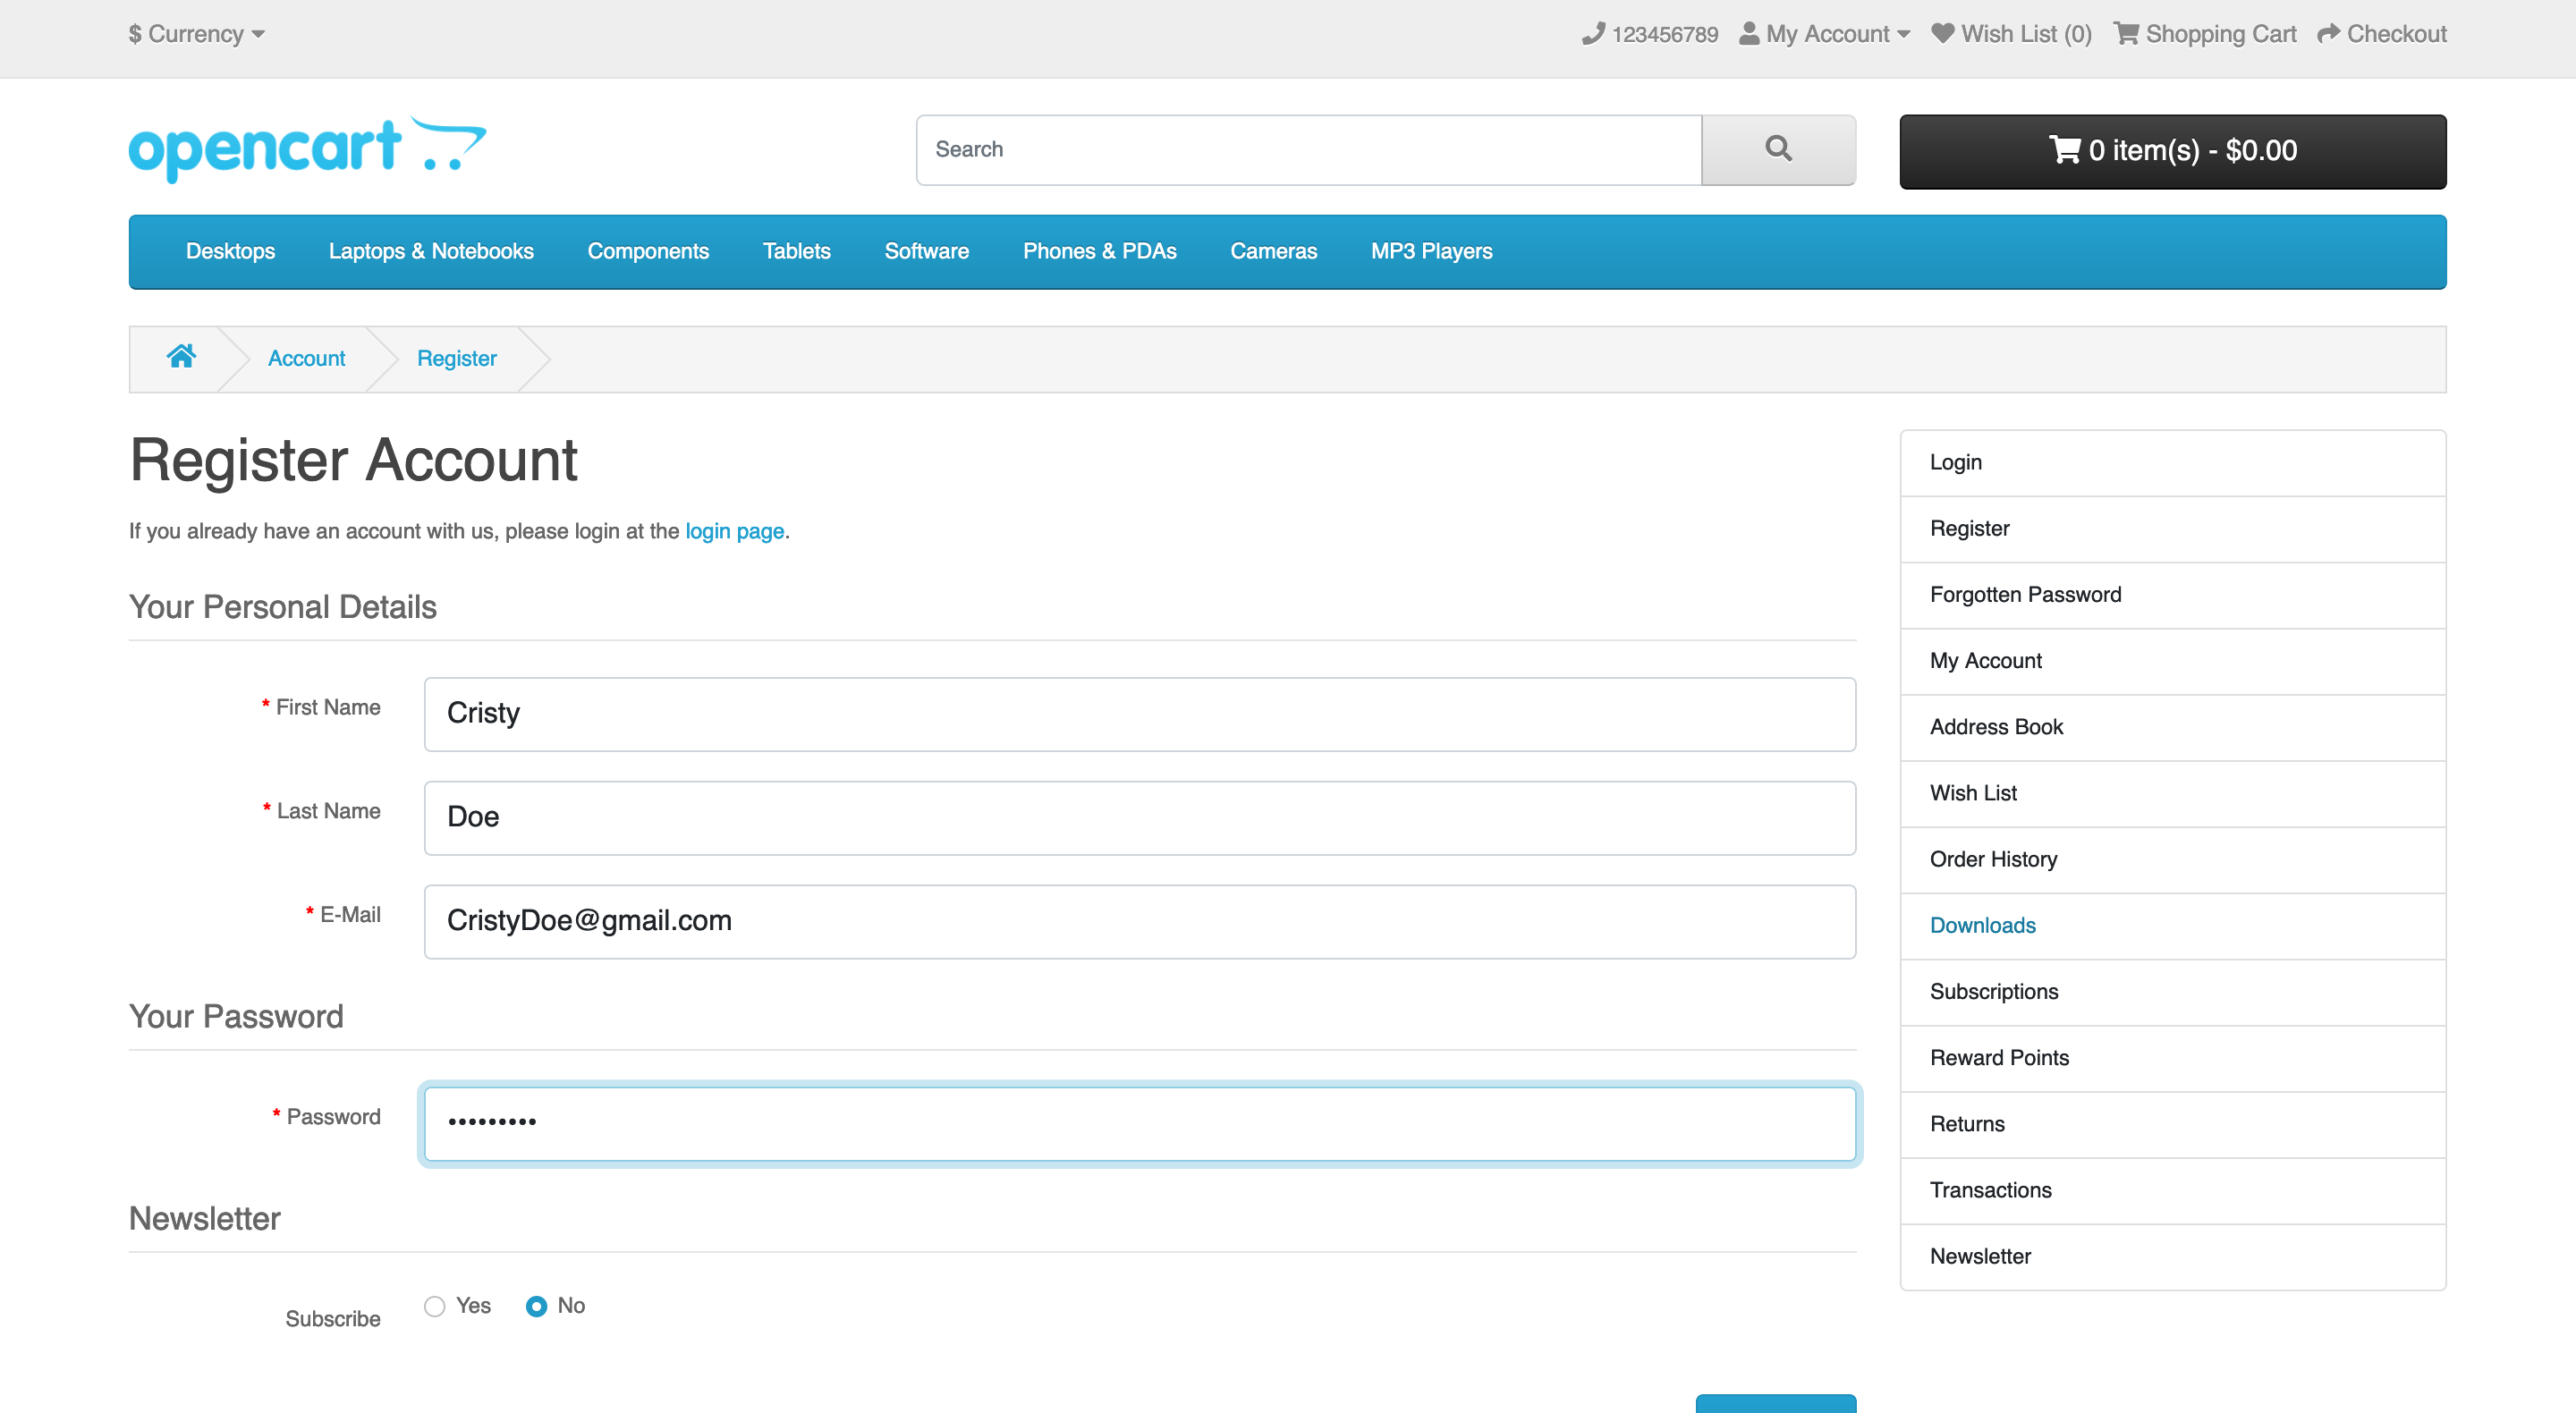 $ Currency
123456789 My Account Wish List (0) Shopping Cart Checkout
opencart
Search
0 item(s) - $0.00
Desktops Laptops & Notebooks Components Tablets Software Phones & PDAs Cameras MP3 Players
Account Register
Register Account
If you already have an account with us, please login at the login page.
Your Personal Details
* First Name Cristy
* Last Name Doe
* E-Mail CristyDoe@gmail.com
Your Password
* Password •••••••••
Newsletter
Subscribe Yes No
Login
Register
Forgotten Password
My Account
Address Book
Wish List
Order History
Downloads
Subscriptions
Reward Points
Returns
Transactions
Newsletter